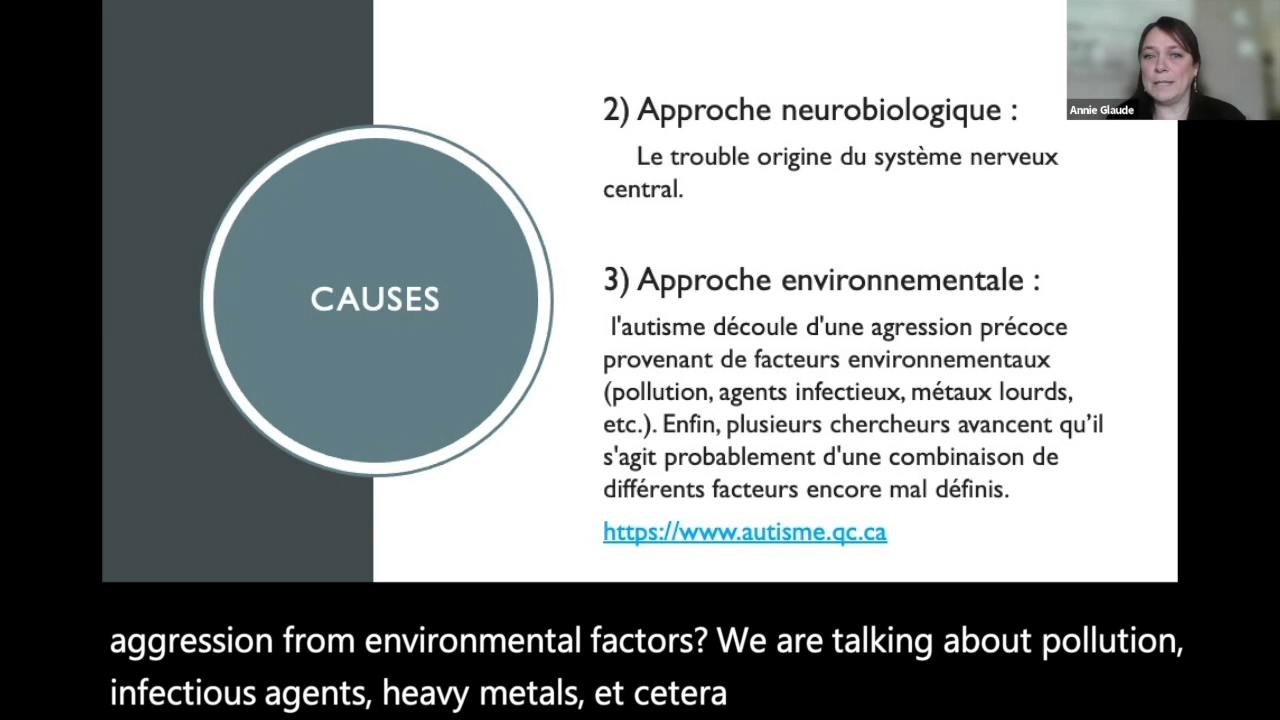 Annie Glaude
2) Approche neurobiologique :
Le trouble origine du système nerveux
central.
3) Approche environnementale :
l'autisme découle d'une agression précoce
provenant de facteurs environnementaux
(pollution, agents infectieux, métaux lourds,
etc.). Enfin, plusieurs chercheurs avancent qu’il
s'agit probablement d'une combinaison de
différents facteurs encore mal définis.
https://www.autisme.qc.ca
CAUSES
aggression from environmental factors? We are talking about pollution,
infectious agents, heavy metals, et cetera